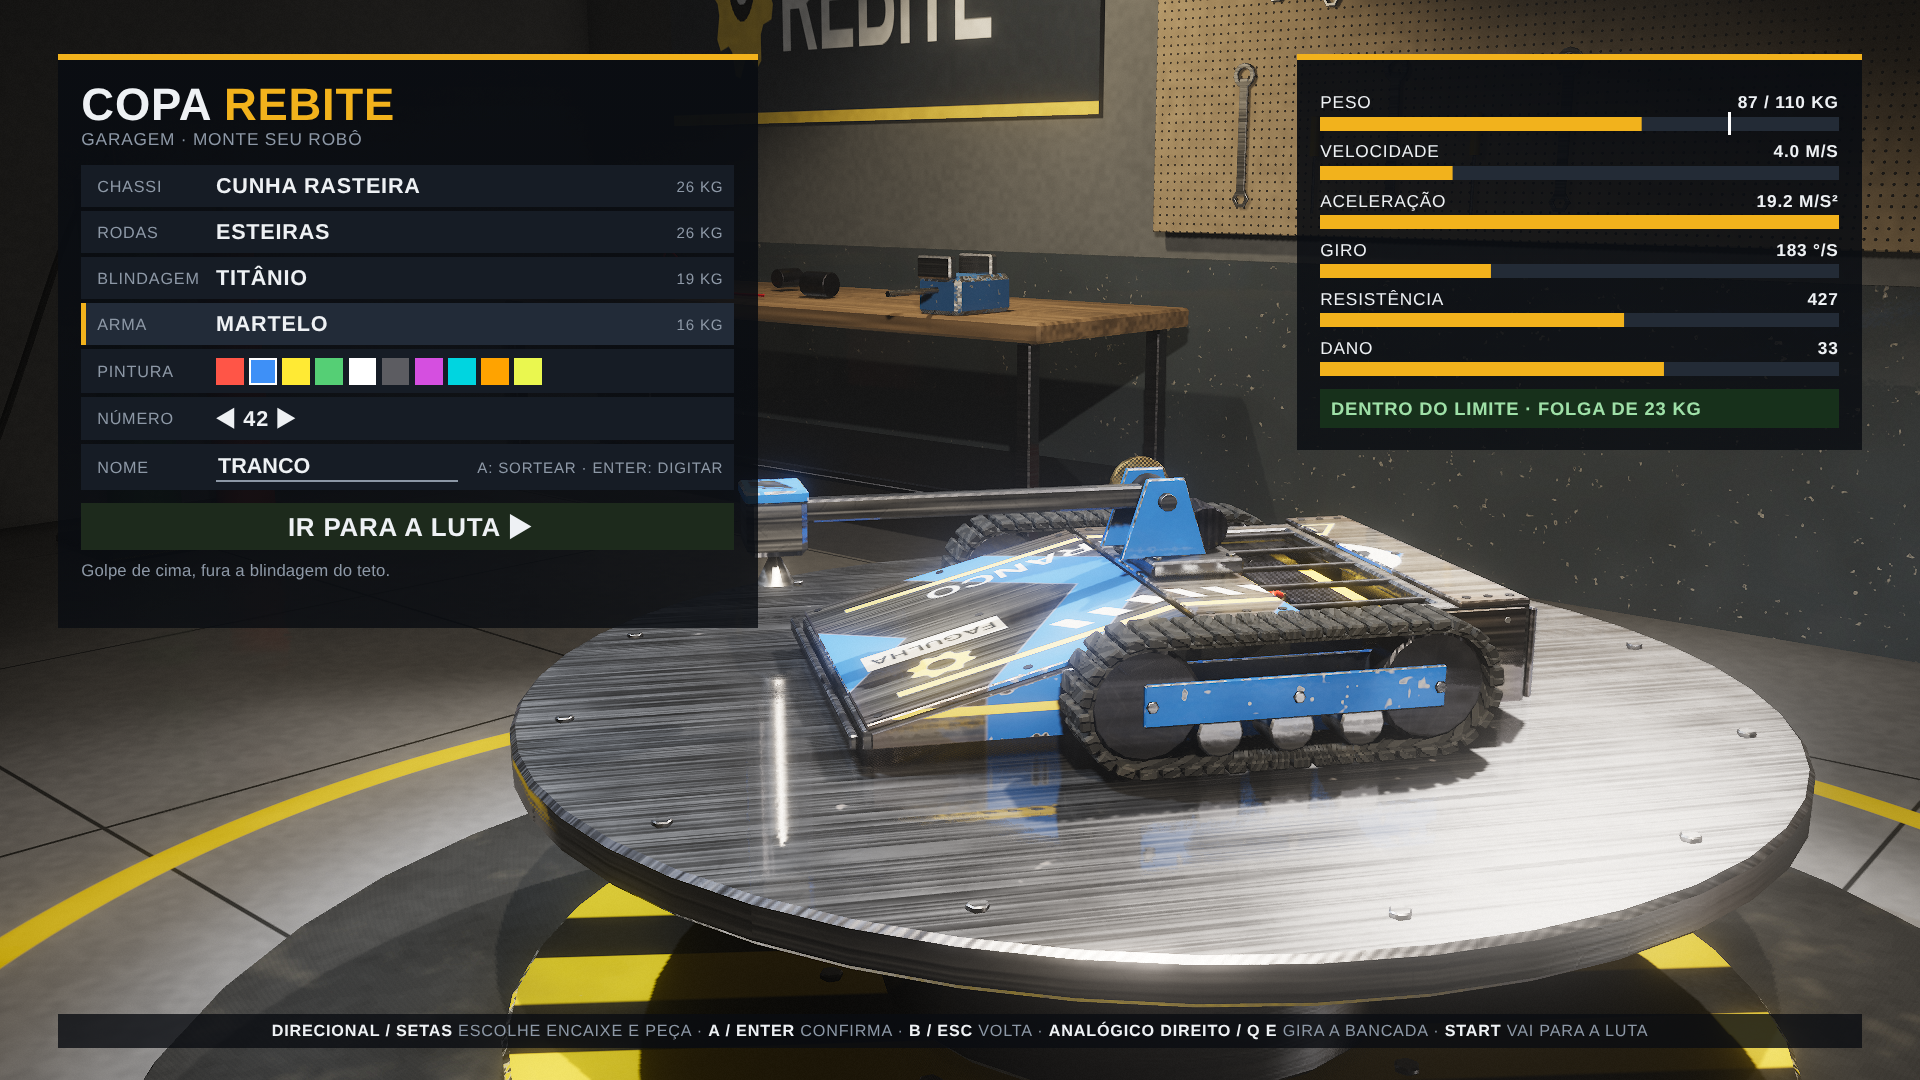 REBITE
COPA REBITE
GARAGEM · MONTE SEU ROBÔ
CHASSI CUNHA RASTEIRA 26 KG
RODAS ESTEIRAS 26 KG
BLINDAGEM TITÂNIO 19 KG
ARMA MARTELO 16 KG
PINTURA
NÚMERO ◀ 42 ▶
NOME TRANCO A: SORTEAR · ENTER: DIGITAR
IR PARA A LUTA ▶
Golpe de cima, fura a blindagem do teto.
PESO 87 / 110 KG
VELOCIDADE 4.0 M/S
ACELERAÇÃO 19.2 M/S²
GIRO 183 °/S
RESISTÊNCIA 427
DANO 33
DENTRO DO LIMITE · FOLGA DE 23 KG
FAGULHA
DIRECIONAL / SETAS ESCOLHE ENCAIXE E PEÇA · A / ENTER CONFIRMA · B / ESC VOLTA · ANALÓGICO DIREITO / Q E GIRA A BANCADA · START VAI PARA A LUTA